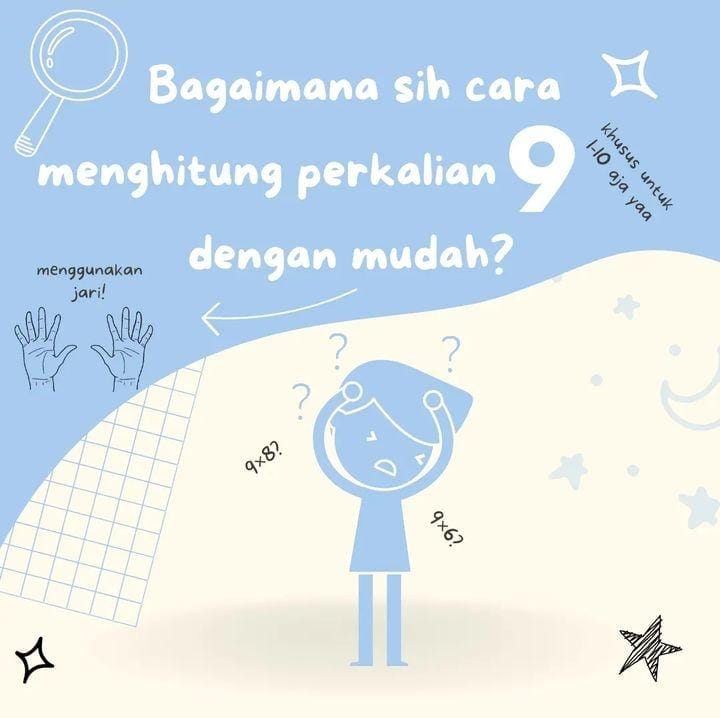 Bagaimana sih cara
menghitung perkalian 9
dengan mudah?
khusus untuk
1-10 aja yaa
menggunakan
jari!
?
?
?
9x8?
9x6?